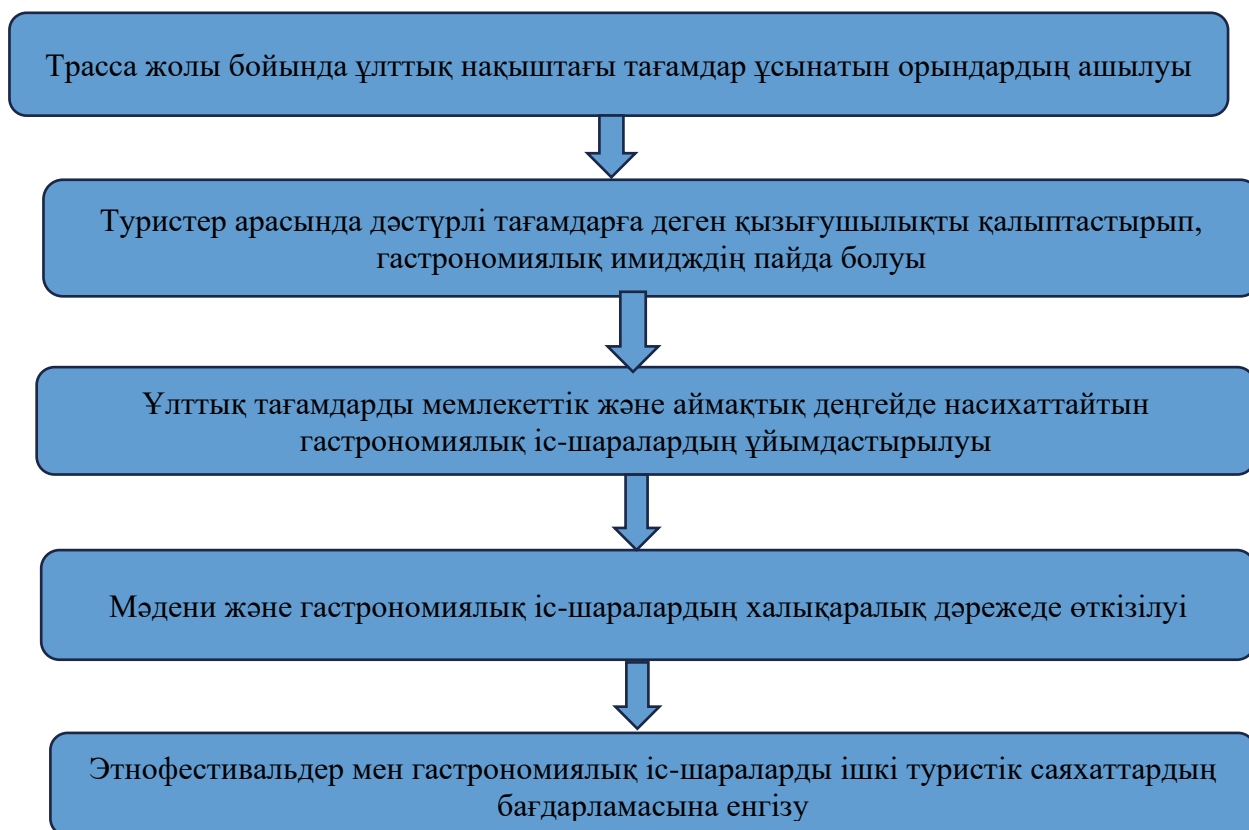 Трасса жолы бойында ұлттық нақыштағы тағамдар ұсынатын орындардың ашылуы
Туристер арасында дәстүрлі тағамдарға деген қызығушылықты қалыптастырып,
гастрономиялық имидждің пайда болуы
Ұлттық тағамдарды мемлекеттік және аймақтық деңгейде насихаттайтын
гастрономиялық іс-шаралардың ұйымдастырылуы
Мәдени және гастрономиялық іс-шаралардың халықаралық дәрежеде өткізілуі
Этнофестивальдер мен гастрономиялық іс-шараларды ішкі туристік саяхаттардың
бағдарламасына енгізу